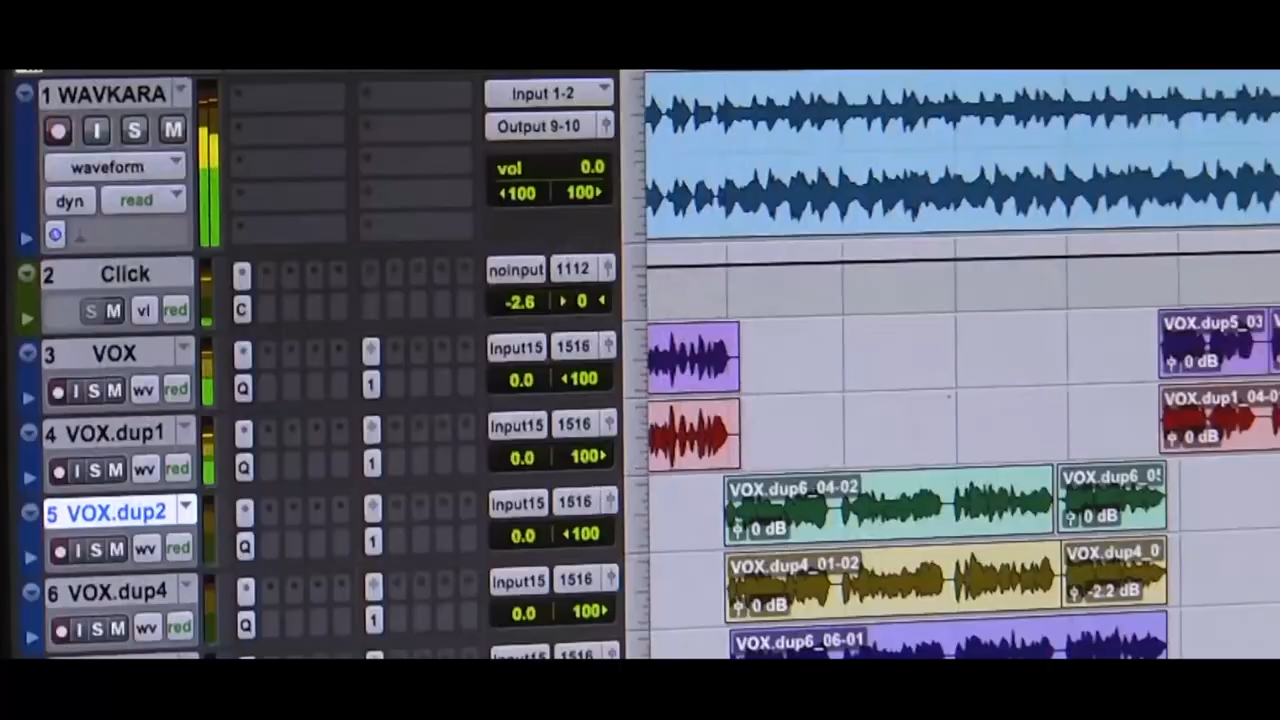 1 WAVKARA
I S M
waveform
dyn read
Input 1-2
Output 9-10
vol 0.0
100 100
2 Click
S M vl red
C
noinput 1112
-2.6 0
3 VOX
I S M wv red
Q 1
Input15 1516
0.0 100
4 VOX.dup1
I S M wv red
Q 1
Input15 1516
0.0 100
5 VOX.dup2
I S M wv red
Q 1
Input15 1516
0.0 100
6 VOX.dup4
I S M wv red
Q 1
Input15 1516
0.0 100
Input15 1516
VOX.dup5_03
0 dB
VOX.dup1_04-0
0 dB
VOX.dup6_04-02
0 dB
VOX.dup6_0
0 dB
VOX.dup4_01-02
0 dB
VOX.dup4_0
-2.2 dB
VOX.dup6_06-01